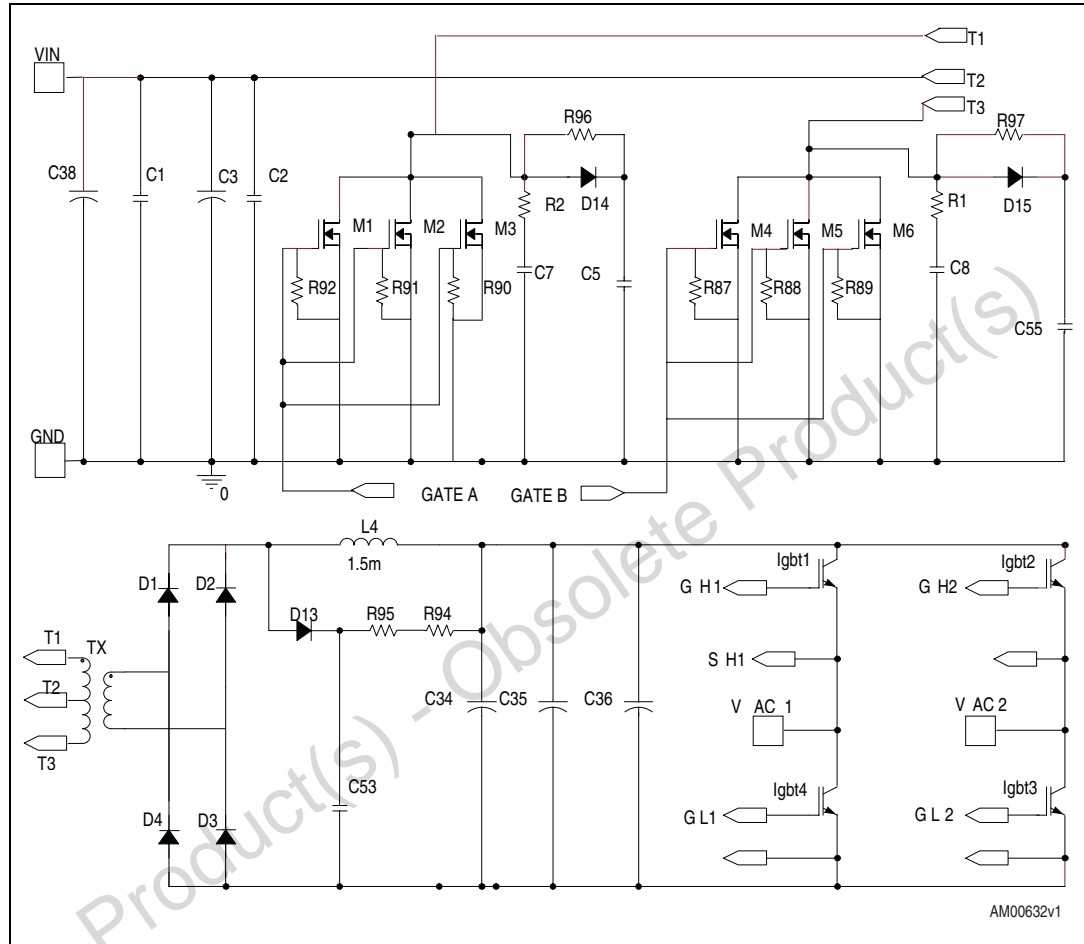 T1
VIN
T2
T3
R96
R97
C38
C1
C3
C2
R2
D14
R1
D15
M1
M2
M3
M4
M5
M6
C7
C5
C8
R92
R91
R90
R87
R88
R89
C55
GND
0
GATE A
GATE B
L4
1.5m
Igbt1
Igbt2
D1
D2
G H1
G H2
D13
R95
R94
T1
TX
S H1
T2
C34
C35
C36
V AC 1
V AC 2
T3
C53
Igbt4
Igbt3
D4
D3
G L1
G L 2
AM00632v1
Product(s) - Obsolete Product(s)